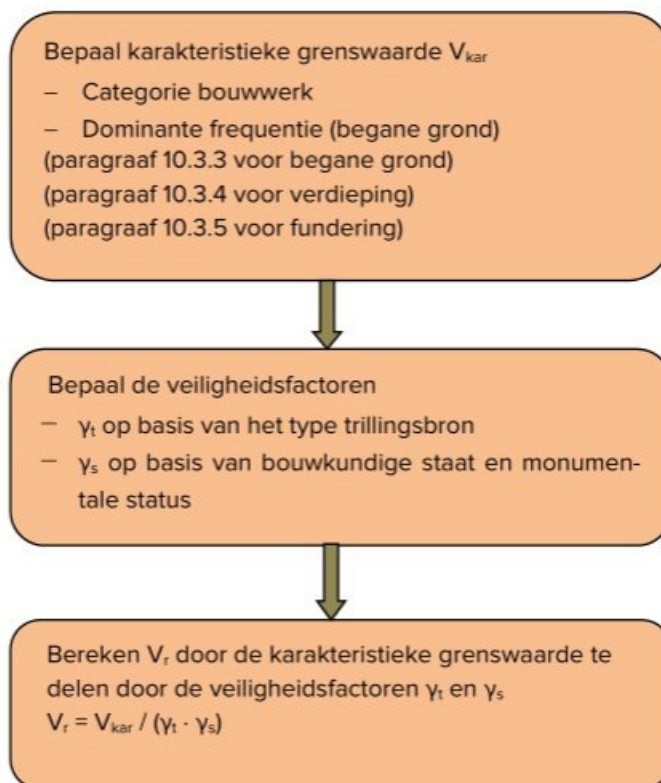 Bepaal karakteristieke grenswaarde Vkar
– Categorie bouwwerk
– Dominante frequentie (begane grond)
(paragraaf 10.3.3 voor begane grond)
(paragraaf 10.3.4 voor verdieping)
(paragraaf 10.3.5 voor fundering)
Bepaal de veiligheidsfactoren
– γt op basis van het type trillingsbron
– γs op basis van bouwkundige staat en monumen-
tale status
Bereken Vr door de karakteristieke grenswaarde te
delen door de veiligheidsfactoren γt en γs
Vr = Vkar / (γt · γs)